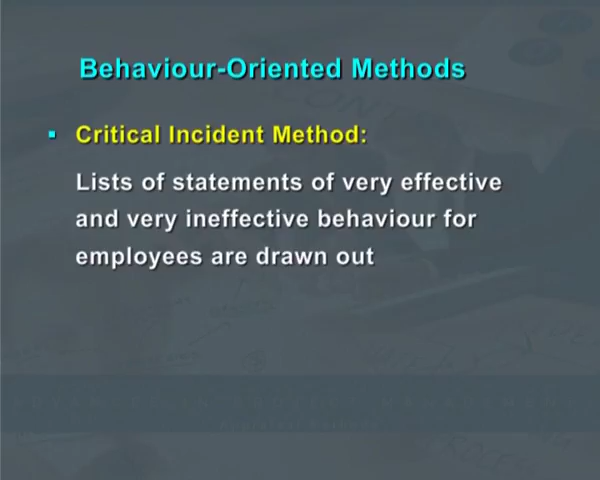 Behaviour-Oriented Methods
▪ Critical Incident Method:
Lists of statements of very effective
and very ineffective behaviour for
employees are drawn out